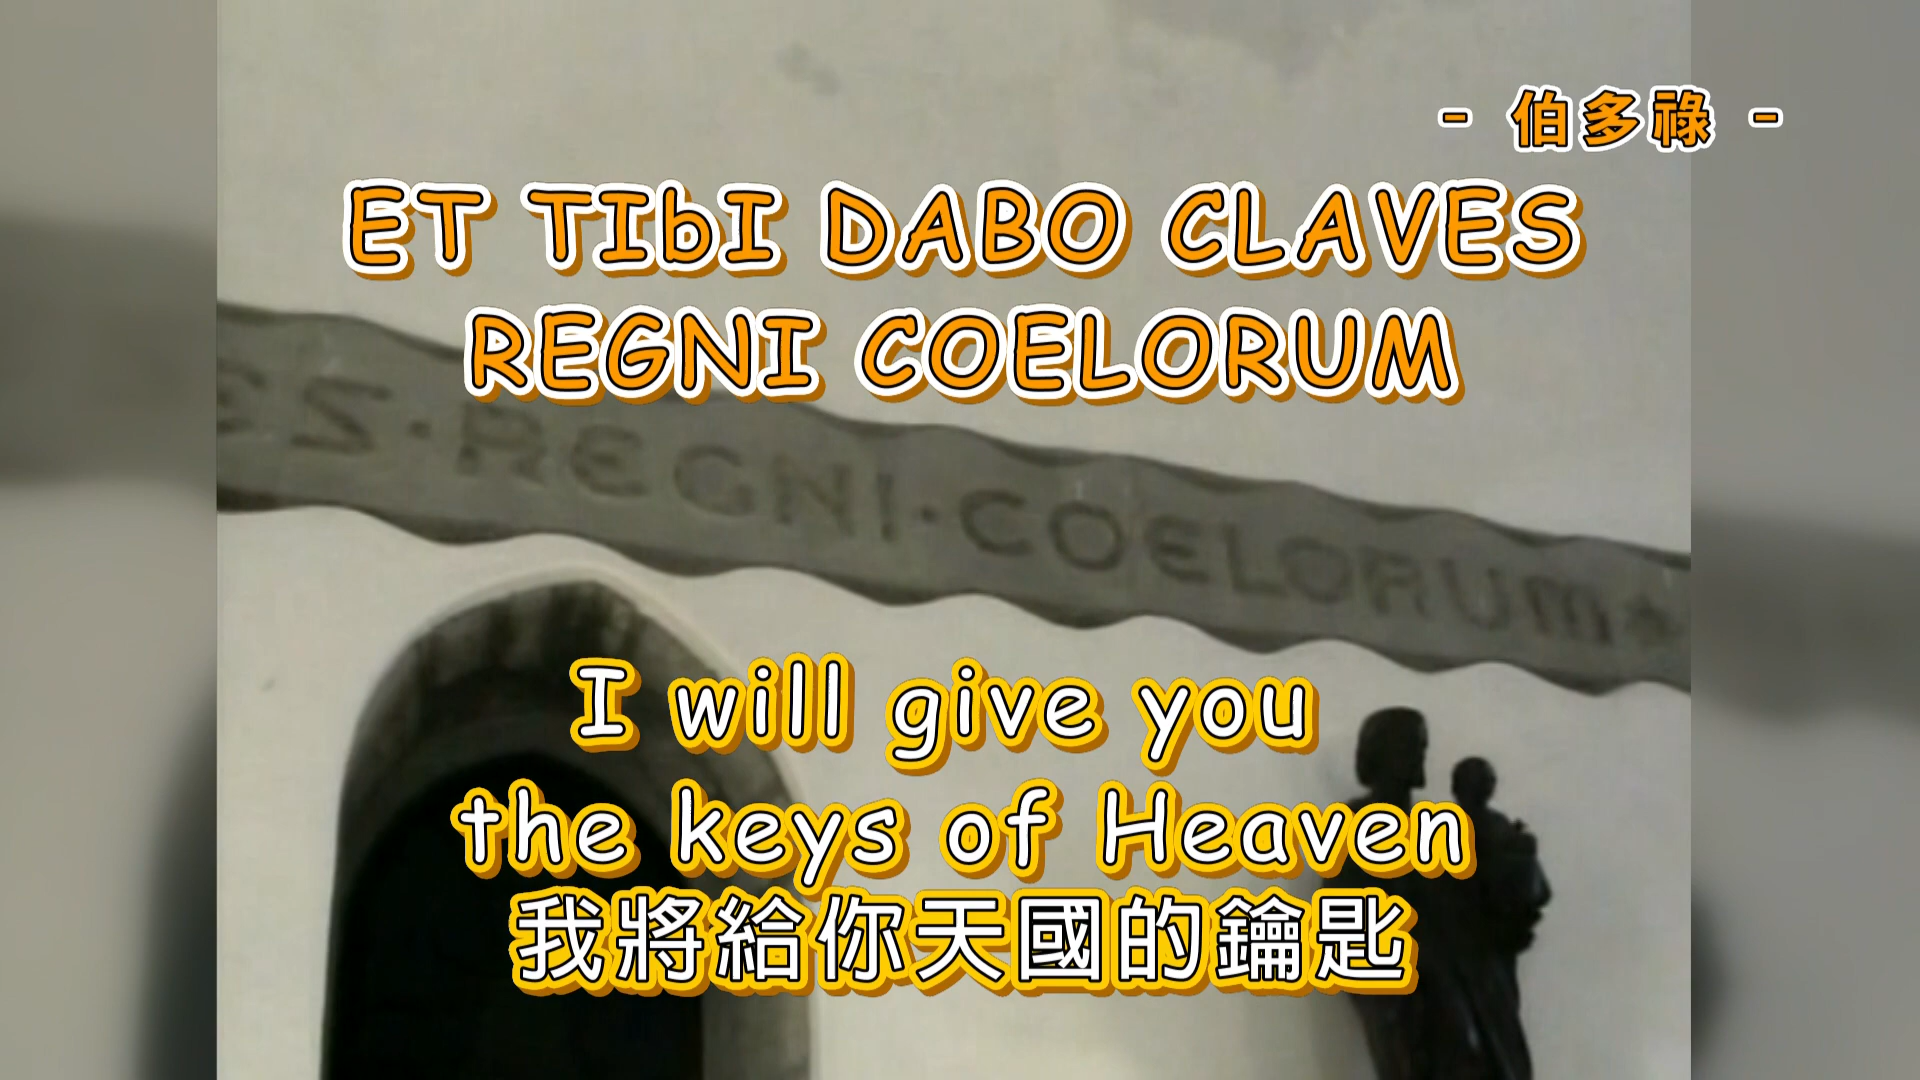 - 伯多祿 -
ET TIbI DABO CLAVES
REGNI COELORUM
ES·REGNI·COELORUM
I will give you
the keys of Heaven
我將給你天國的鑰匙